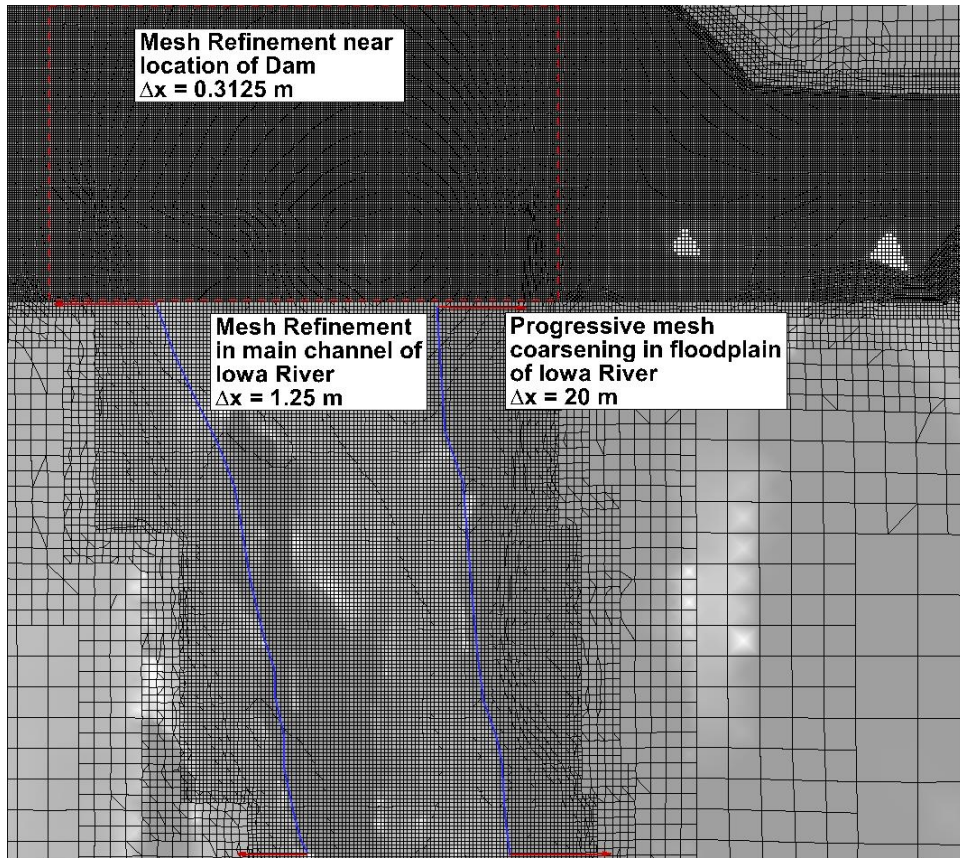 Mesh Refinement near
location of Dam
Δx = 0.3125 m
Mesh Refinement
in main channel of
Iowa River
Δx = 1.25 m
Progressive mesh
coarsening in floodplain
of Iowa River
Δx = 20 m